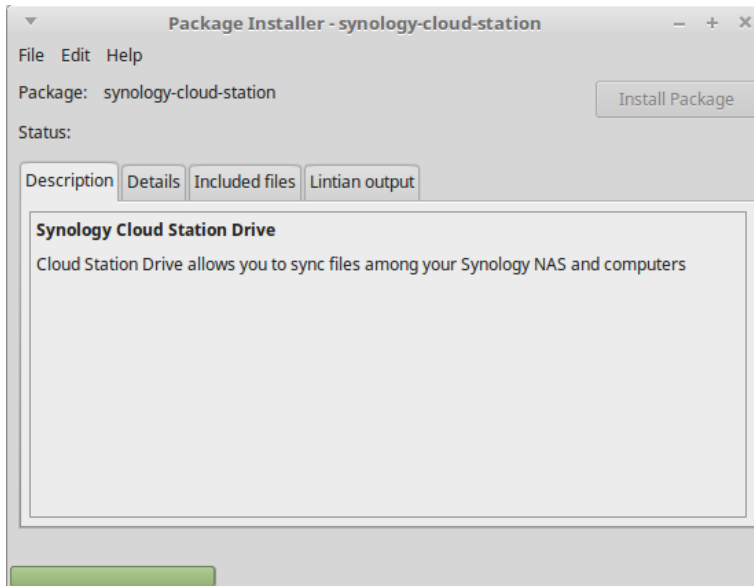 Package Installer - synology-cloud-station
File Edit Help
Package: synology-cloud-station
Install Package
Status:
Description Details Included files Lintian output
Synology Cloud Station Drive
Cloud Station Drive allows you to sync files among your Synology NAS and computers